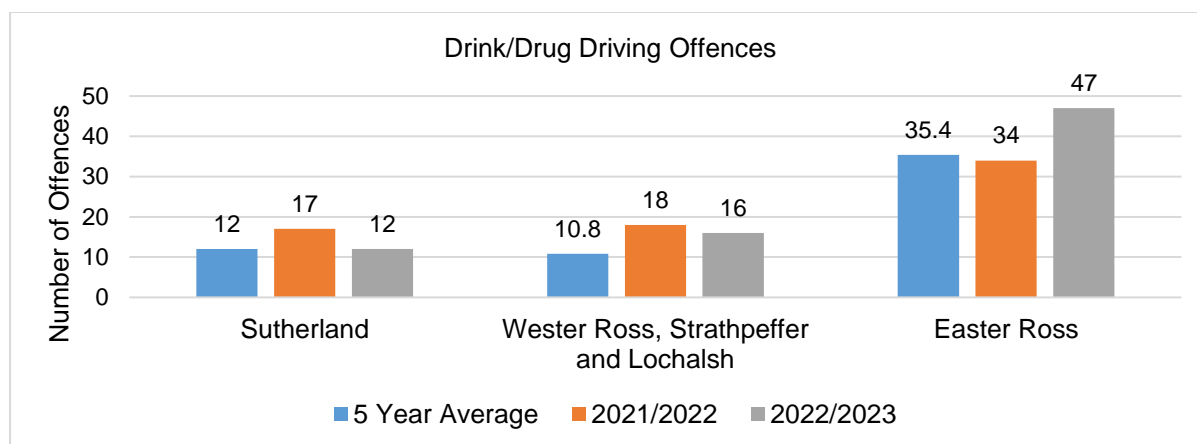 Drink/Drug Driving Offences
Number of Offences
50
40
30
20
10
0
12
17
12
10.8
18
16
35.4
34
47
Sutherland
Wester Ross, Strathpeffer
and Lochalsh
Easter Ross
5 Year Average
2021/2022
2022/2023